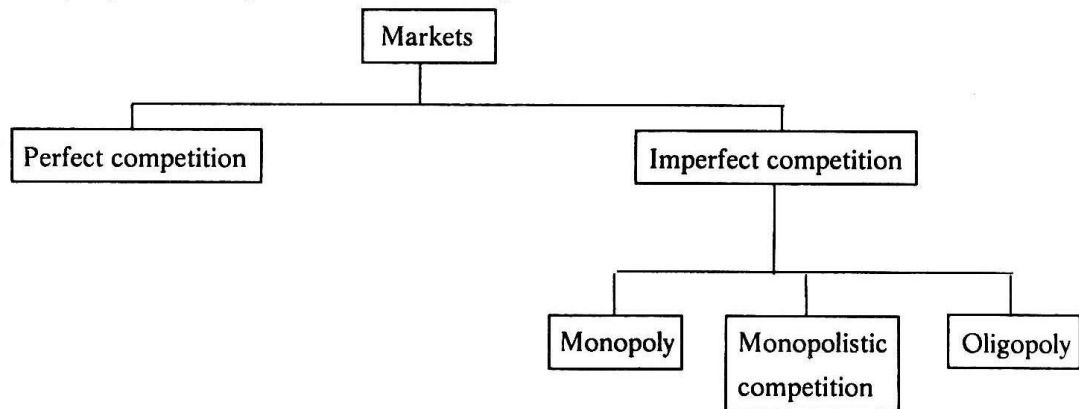 Markets
Perfect competition
Imperfect competition
Monopoly
Monopolistic
competition
Oligopoly